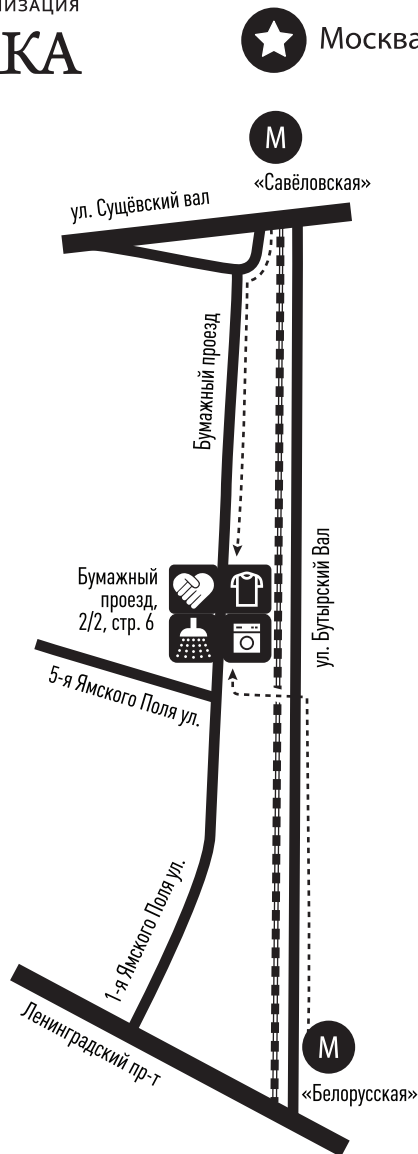 ИЗАЦИЯ
КА
Москва
М
«Савёловская»
ул. Сущёвский вал
Бумажный проезд
Бумажный
проезд,
2/2, стр. 6
ул. Бутырский Вал
5-я Ямского Поля ул.
1-я Ямского Поля ул.
Ленинградский пр-т
М
«Белорусская»